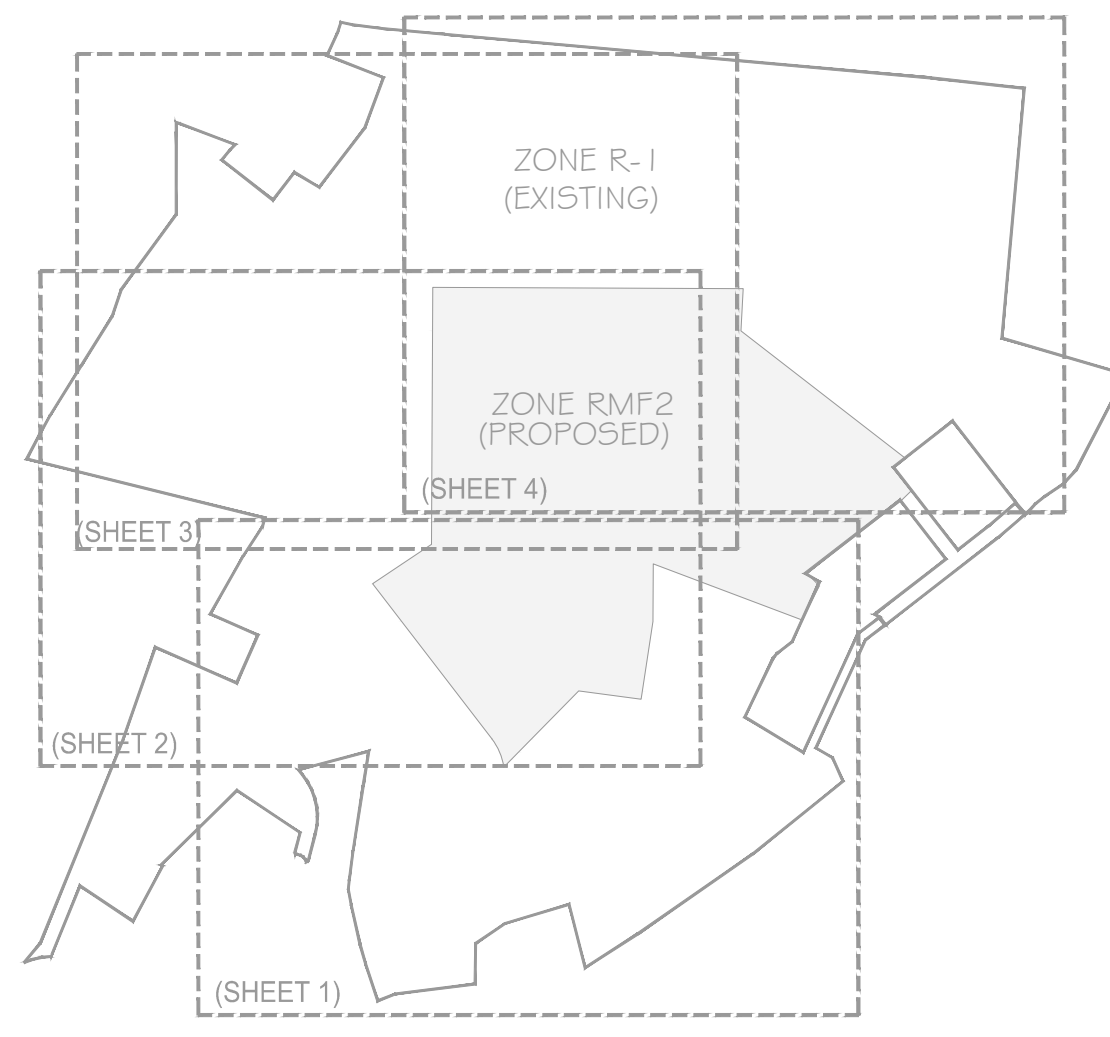 ZONE R-1
(EXISTING)
ZONE RMF2
(PROPOSED)
(SHEET 4)
(SHEET 3)
(SHEET 2)
(SHEET 1)